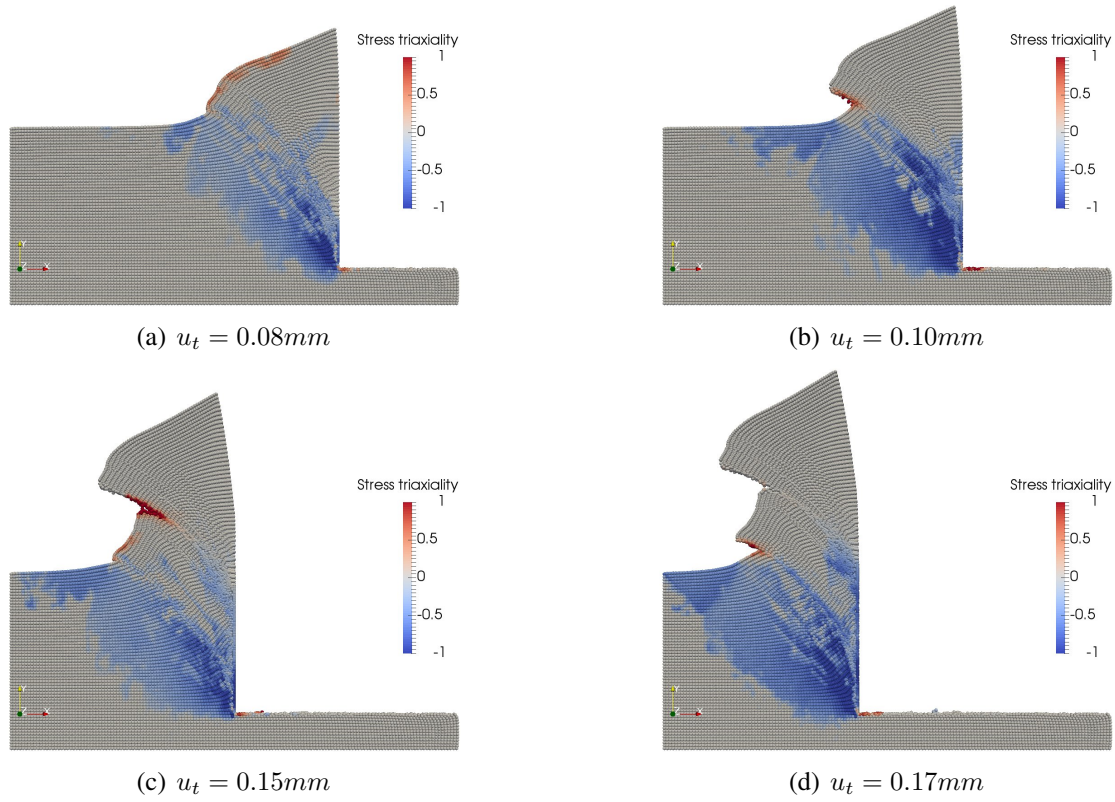 Stress triaxiality
1
0.5
0
-0.5
-1
Y
Z
X
(a) u_t = 0.08mm
Stress triaxiality
1
0.5
0
-0.5
-1
Y
Z
X
(b) u_t = 0.10mm
Stress triaxiality
1
0.5
0
-0.5
-1
Y
Z
X
(c) u_t = 0.15mm
Stress triaxiality
1
0.5
0
-0.5
-1
Y
Z
X
(d) u_t = 0.17mm